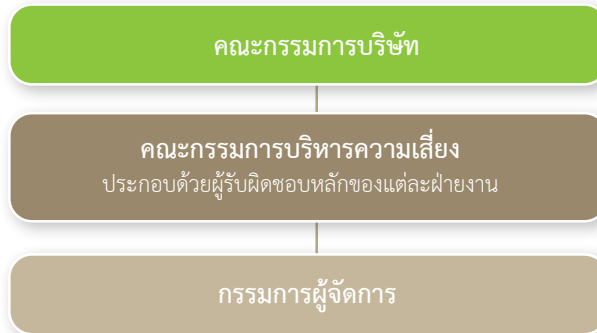 คณะกรรมการบริษัท
คณะกรรมการบริหารความเสี่ยง
ประกอบด้วยผู้รับผิดชอบหลักของแต่ละฝ่ายงาน
กรรมการผู้จัดการ